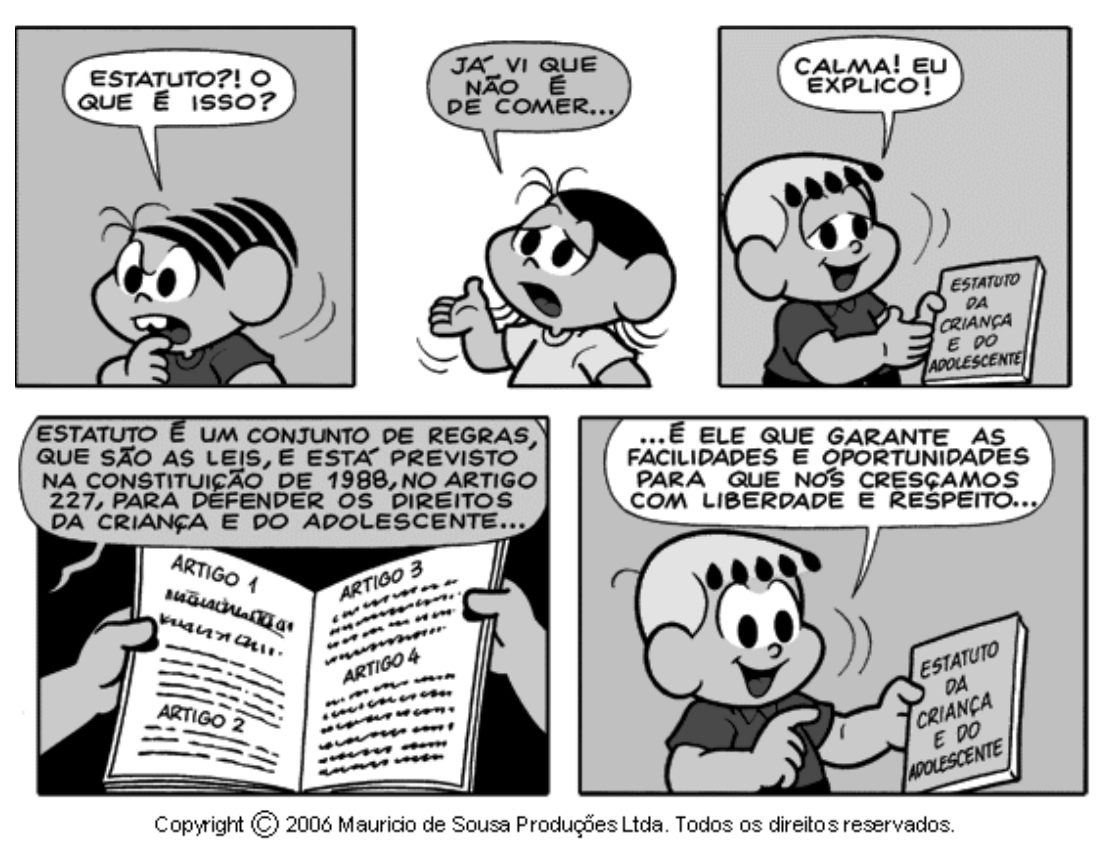 ESTATUTO?! O
QUE É ISSO?
JÁ VI QUE
NÃO É
DE COMER...
CALMA! EU
EXPLICO!
ESTATUTO
DA
CRIANÇA
E DO
ADOLESCENTE
ESTATUTO É UM CONJUNTO DE REGRAS,
QUE SÃO AS LEIS, E ESTÁ PREVISTO
NA CONSTITUIÇÃO DE 1988, NO ARTIGO
227, PARA DEFENDER OS DIREITOS
DA CRIANÇA E DO ADOLESCENTE...
ARTIGO 1
ARTIGO 2
ARTIGO 3
ARTIGO 4
...É ELE QUE GARANTE AS
FACILIDADES E OPORTUNIDADES
PARA QUE NÓS CRESÇAMOS
COM LIBERDADE E RESPEITO...
ESTATUTO
DA
CRIANÇA
E DO
ADOLESCENTE
Copyright © 2006 Mauricio de Sousa Produções Ltda. Todos os direitos reservados.